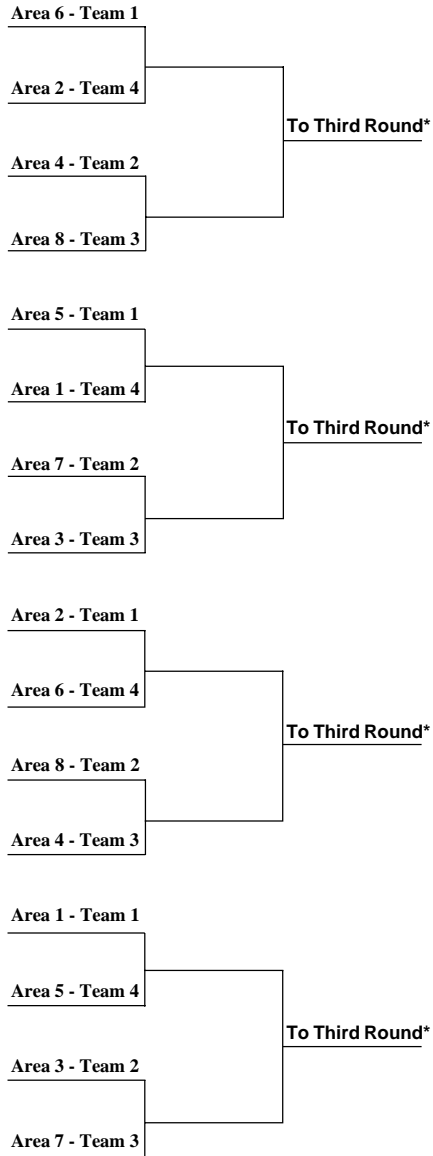 Area 6 - Team 1
Area 2 - Team 4
To Third Round*
Area 4 - Team 2
Area 8 - Team 3
Area 5 - Team 1
Area 1 - Team 4
To Third Round*
Area 7 - Team 2
Area 3 - Team 3
Area 2 - Team 1
Area 6 - Team 4
To Third Round*
Area 8 - Team 2
Area 4 - Team 3
Area 1 - Team 1
Area 5 - Team 4
To Third Round*
Area 3 - Team 2
Area 7 - Team 3